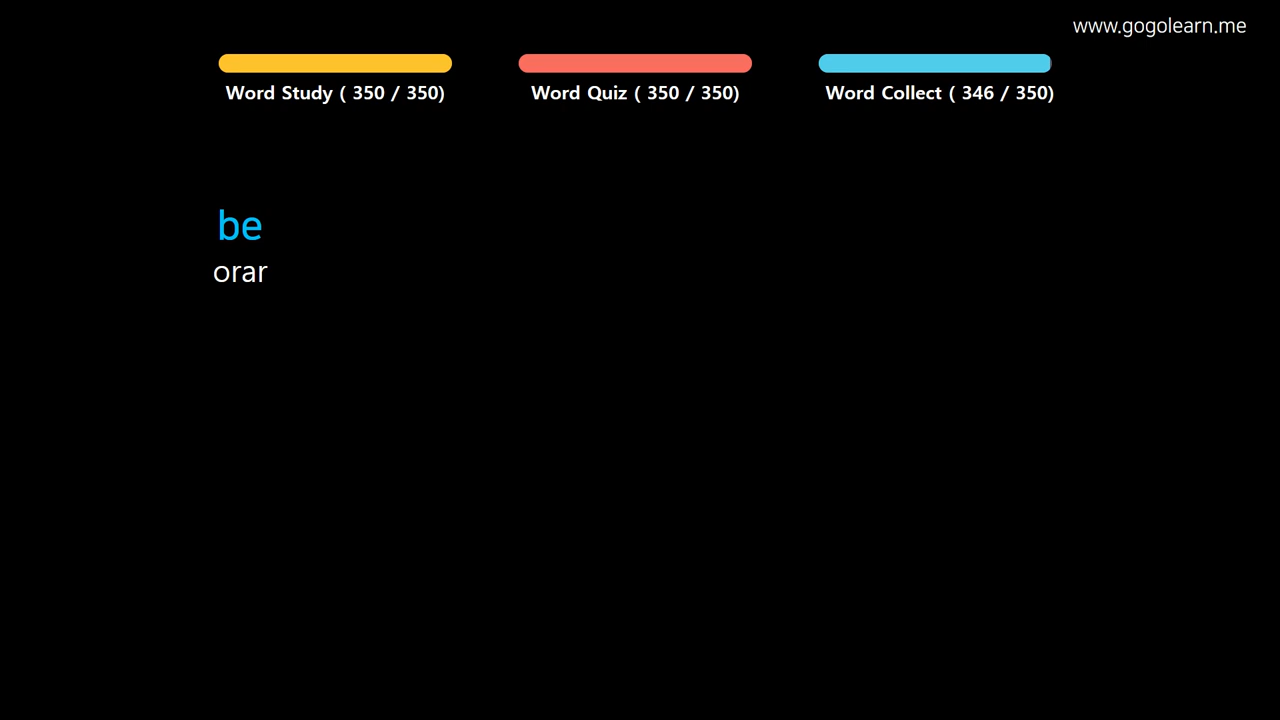 www.gogolearn.me
Word Study ( 350 / 350)
Word Quiz ( 350 / 350)
Word Collect ( 346 / 350)
be
orar